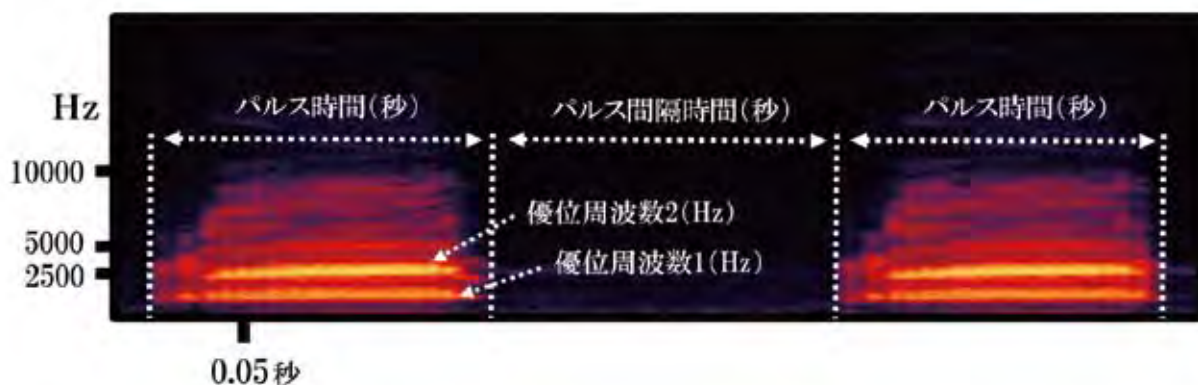 Hz
パルス時間(秒)
パルス間隔時間(秒)
パルス時間(秒)
10000
5000
2500
優位周波数2(Hz)
優位周波数1(Hz)
0.05秒